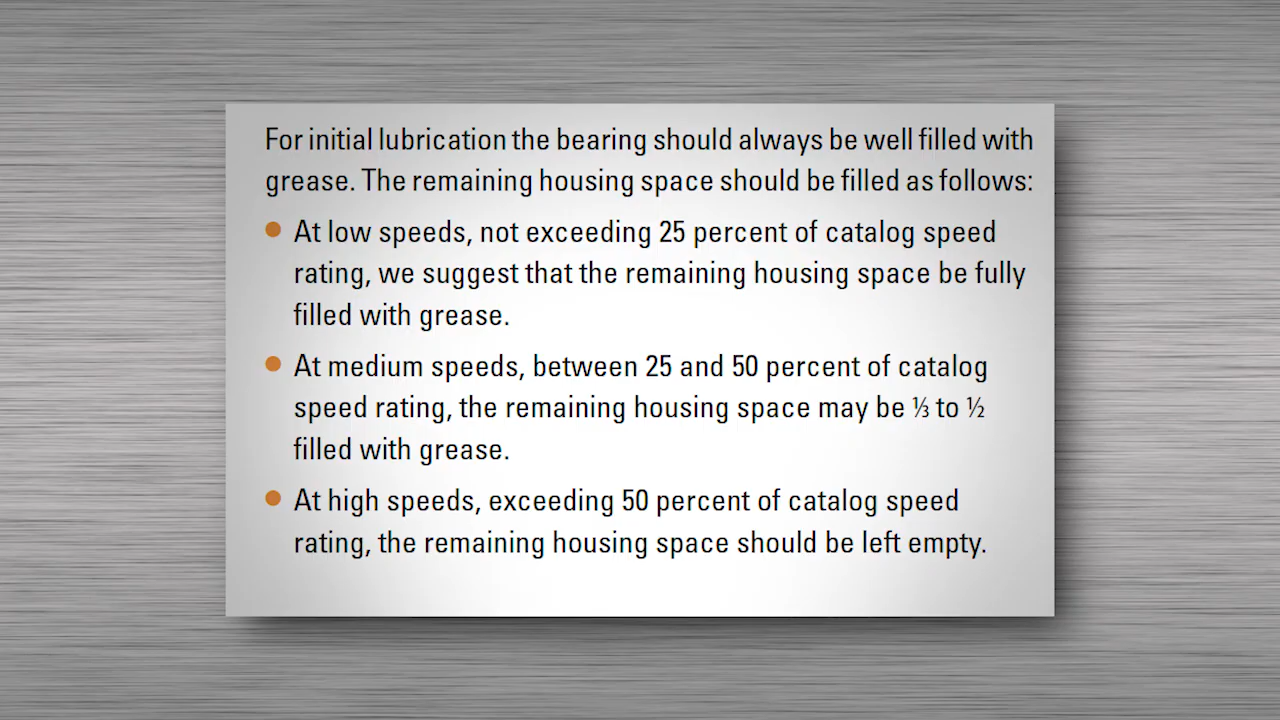 For initial lubrication the bearing should always be well filled with
grease. The remaining housing space should be filled as follows:
At low speeds, not exceeding 25 percent of catalog speed
rating, we suggest that the remaining housing space be fully
filled with grease.
At medium speeds, between 25 and 50 percent of catalog
speed rating, the remaining housing space may be ⅓ to ½
filled with grease.
At high speeds, exceeding 50 percent of catalog speed
rating, the remaining housing space should be left empty.